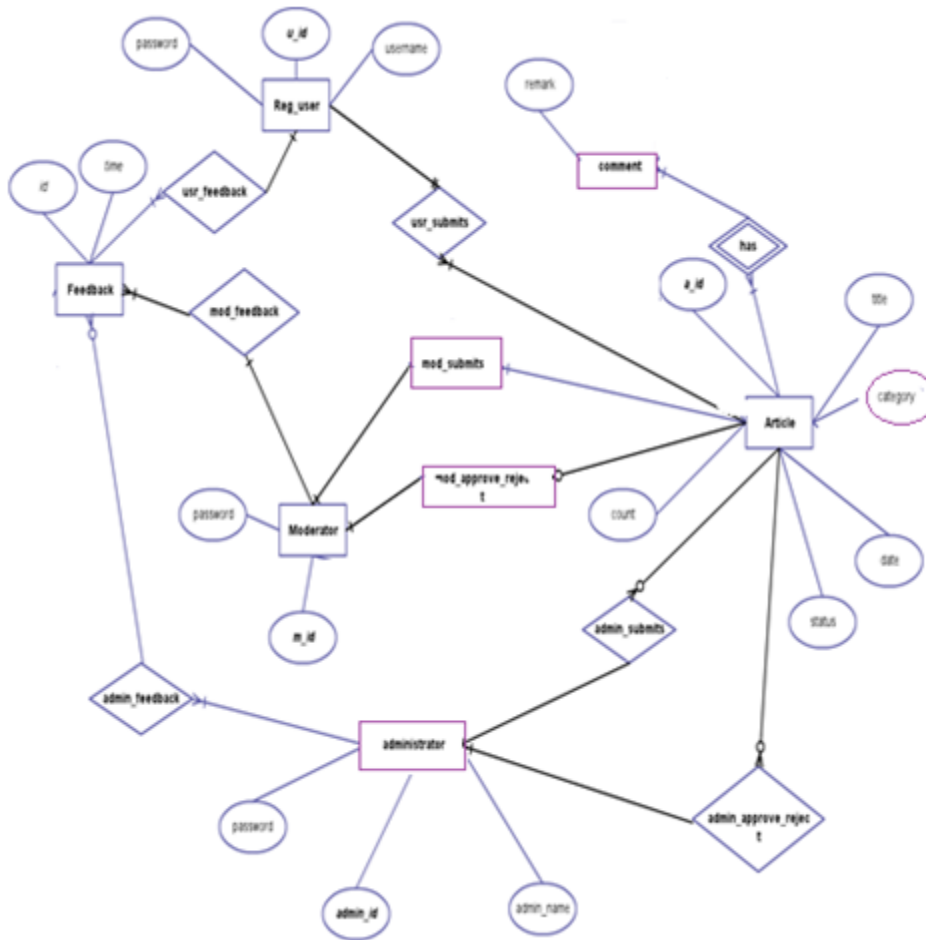 u_id
password
username
Reg_user
remark
comment
id
time
usr_feedback
usr_submits
has
Feedback
a_id
title
mod_feedback
mod_submits
category
Article
mod_approve_rejec
t
password
count
Moderator
date
status
admin_submits
m_id
admin_feedback
administrator
password
admin_approve_rejec
t
admin_id
admin_name